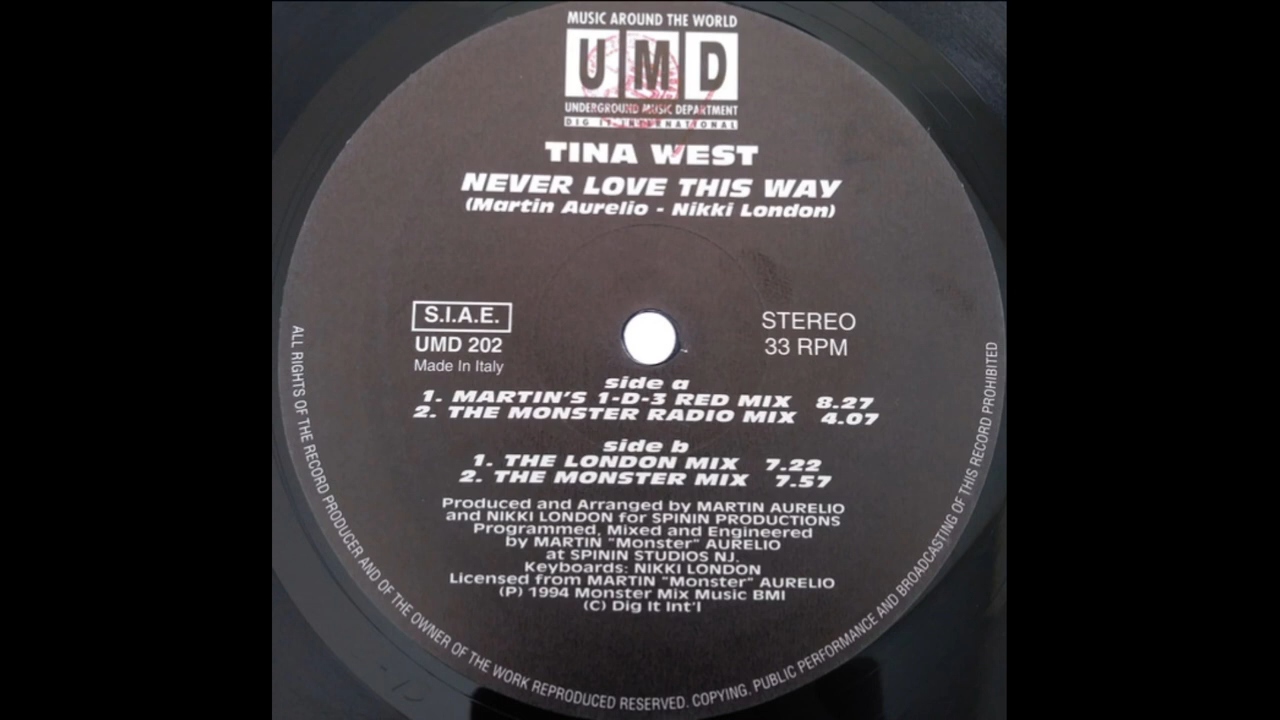 MUSIC AROUND THE WORLD
UMD
UNDERGROUND MUSIC DEPARTMENT
DIG IT INTERNATIONAL
TINA WEST
NEVER LOVE THIS WAY
(Martin Aurelio - Nikki London)
S.I.A.E.
UMD 202
Made In Italy
STEREO
33 RPM
side a
1. MARTIN'S 1-D-3 RED MIX 8.27
2. THE MONSTER RADIO MIX 4.07
side b
1. THE LONDON MIX 7.22
2. THE MONSTER MIX 7.57
Produced and Arranged by MARTIN AURELIO
and NIKKI LONDON for SPININ PRODUCTIONS
Programmed, Mixed and Engineered
by MARTIN "Monster" AURELIO
at SPININ STUDIOS NJ.
Keyboards: NIKKI LONDON
Licensed from MARTIN "Monster" AURELIO
(P) 1994 Monster Mix Music BMI
(C) Dig It Int'l
ALL RIGHTS OF THE RECORD PRODUCER AND OF THE OWNER OF THE WORK REPRODUCED RESERVED. COPYING. PUBLIC PERFORMANCE AND BROADCASTING OF THIS RECORD PROHIBITED